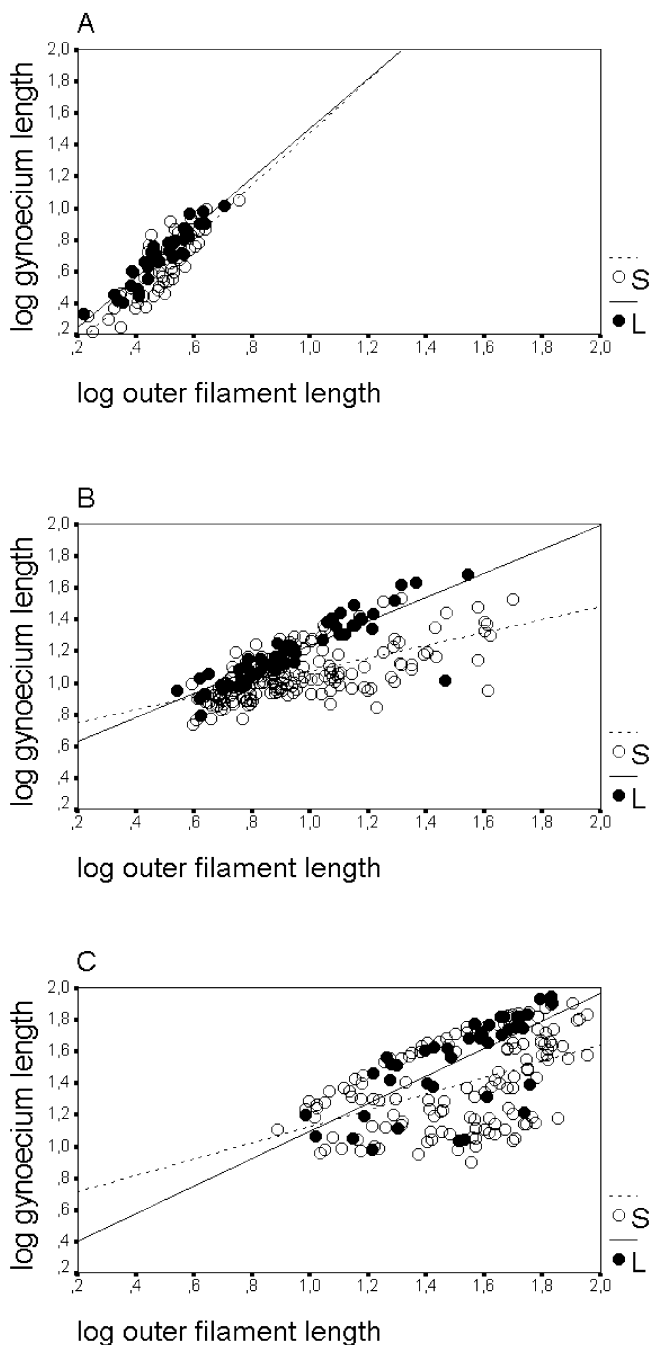 A
log gynoecium length
2,0
1,8
1,6
1,4
1,2
1,0
,8
,6
,4
,2
,2 ,4 ,6 ,8 1,0 1,2 1,4 1,6 1,8 2,0
log outer filament length
S
L
B
log gynoecium length
2,0
1,8
1,6
1,4
1,2
1,0
,8
,6
,4
,2
,2 ,4 ,6 ,8 1,0 1,2 1,4 1,6 1,8 2,0
log outer filament length
S
L
C
log gynoecium length
2,0
1,8
1,6
1,4
1,2
1,0
,8
,6
,4
,2
,2 ,4 ,6 ,8 1,0 1,2 1,4 1,6 1,8 2,0
log outer filament length
S
L